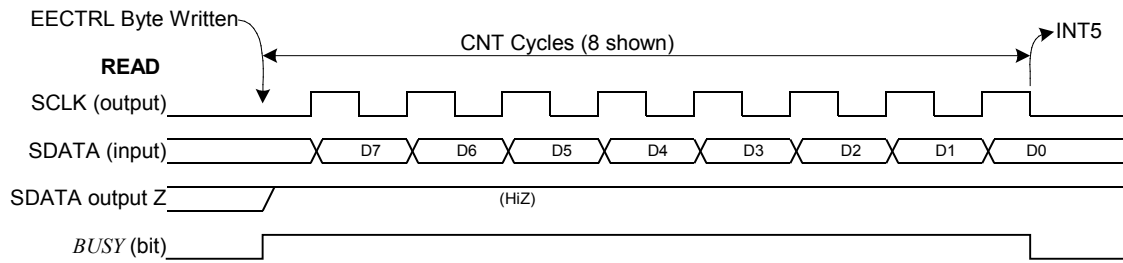 EECTRL Byte Written
INT5
CNT Cycles (8 shown)
READ
SCLK (output)
SDATA (input)
D7 D6 D5 D4 D3 D2 D1 D0
SDATA output Z
(HiZ)
BUSY (bit)